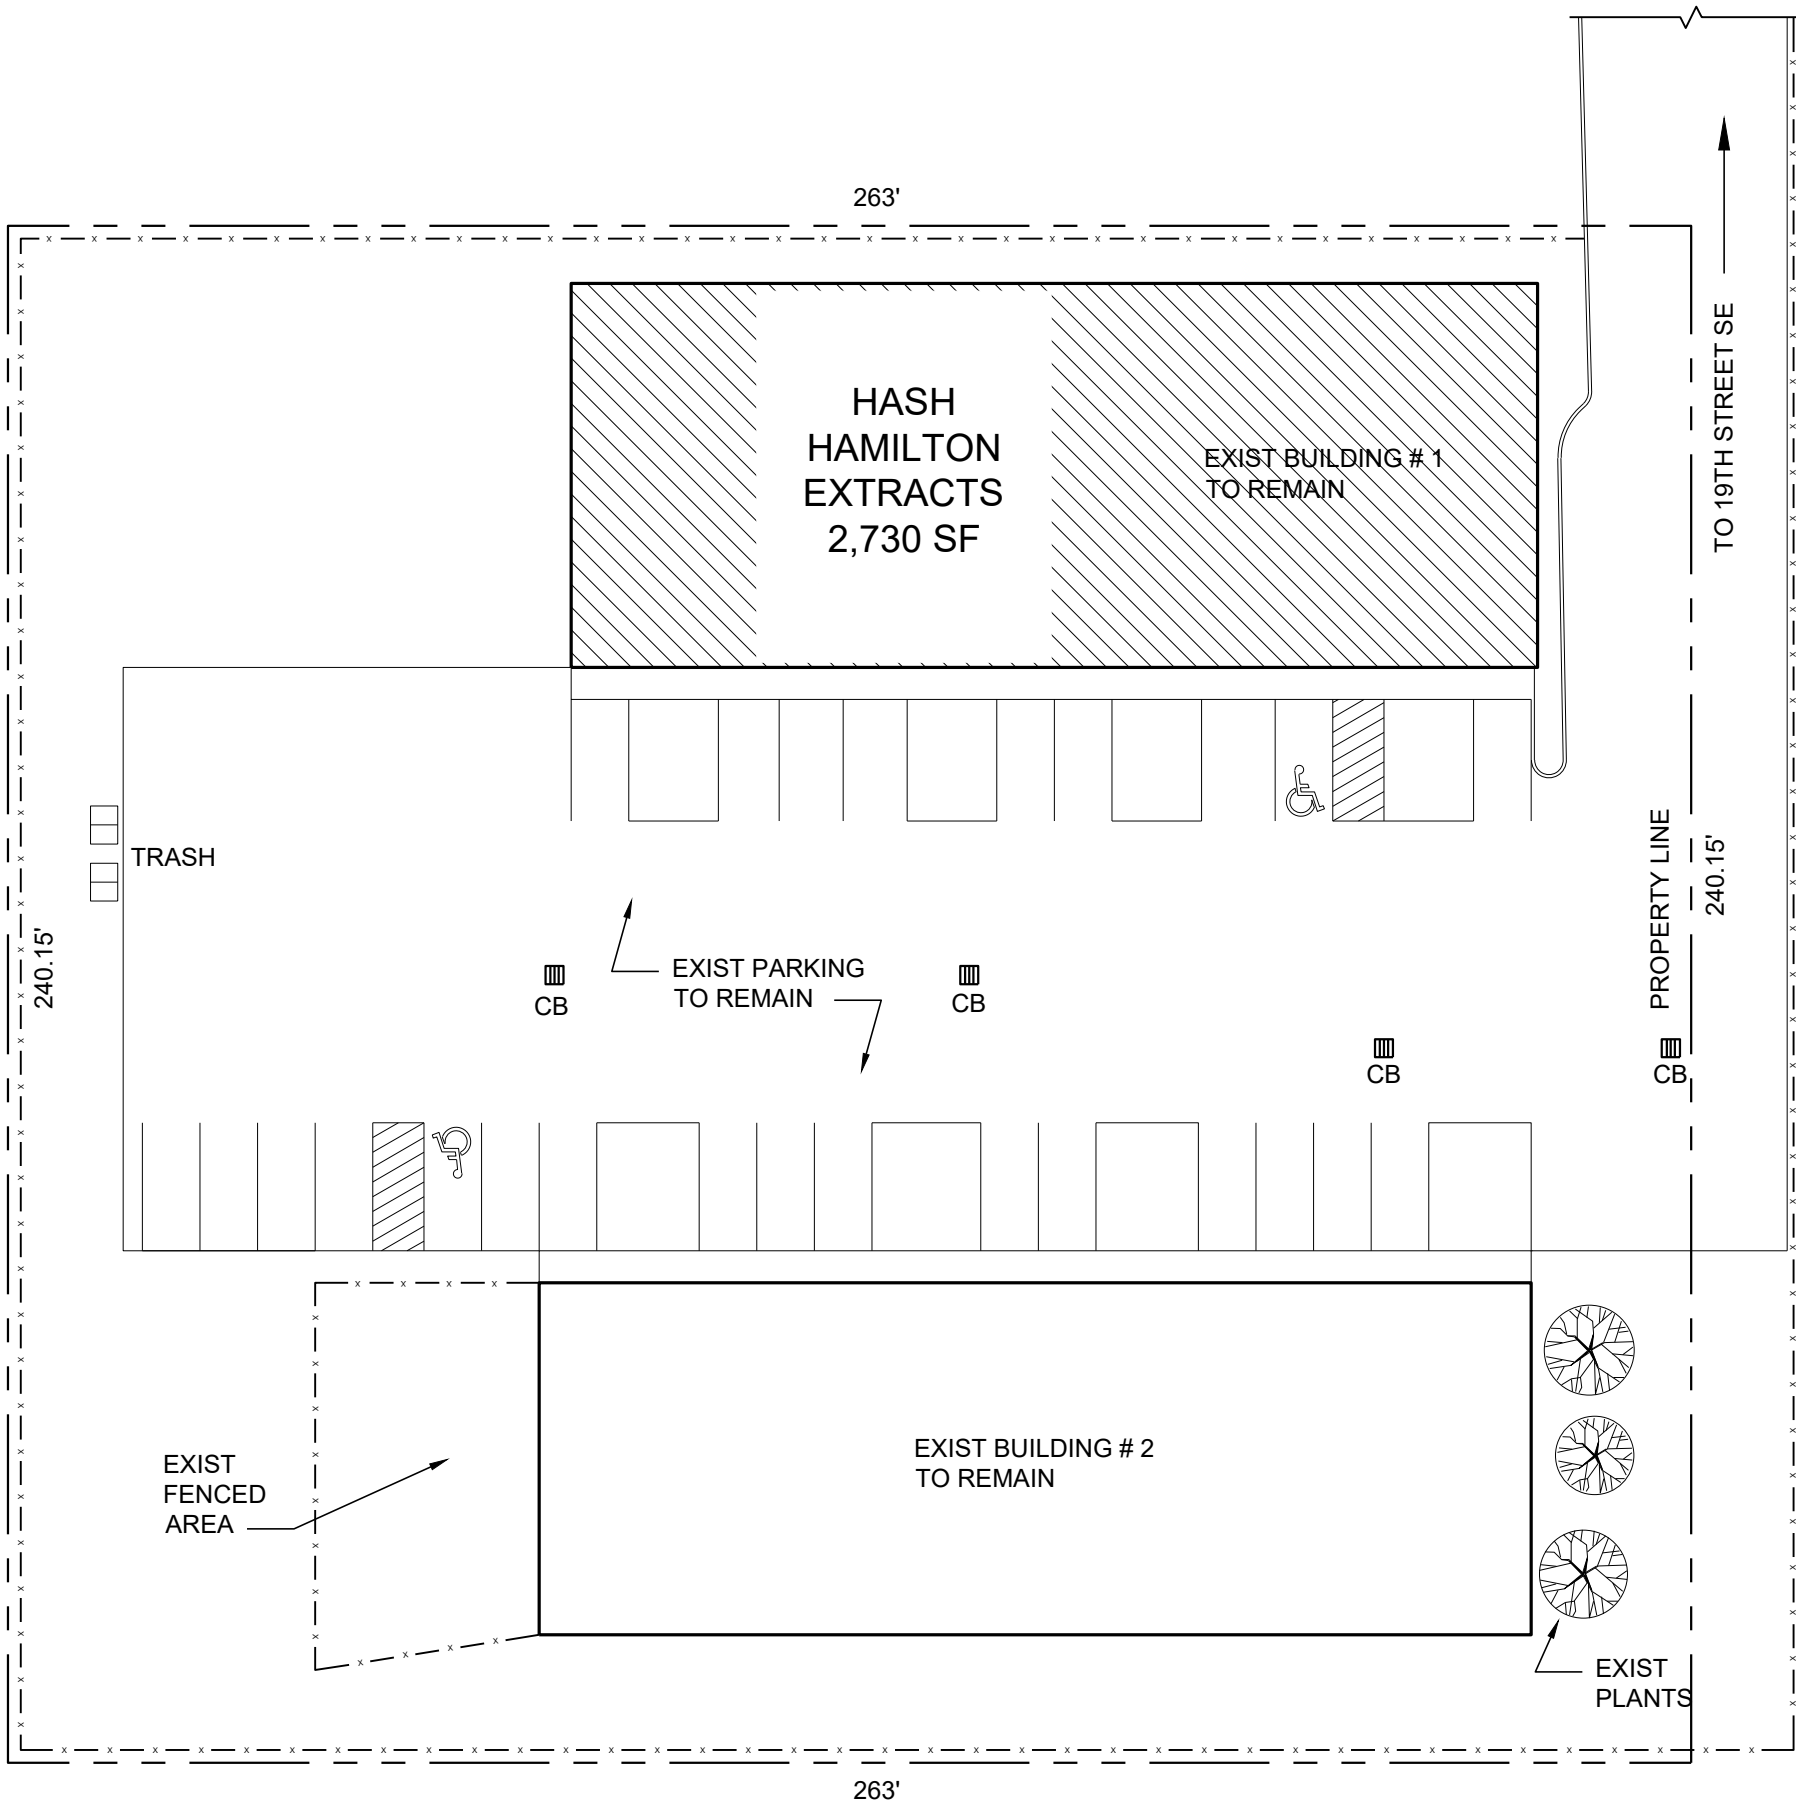 263'
TO 19TH STREET SE
HASH
HAMILTON
EXTRACTS
2,730 SF
EXIST BUILDING # 1
TO REMAIN
TRASH
PROPERTY LINE
240.15'
240.15'
EXIST PARKING
TO REMAIN
CB
CB
CB
CB
EXIST
FENCED
AREA
EXIST BUILDING # 2
TO REMAIN
EXIST
PLANTS
263'